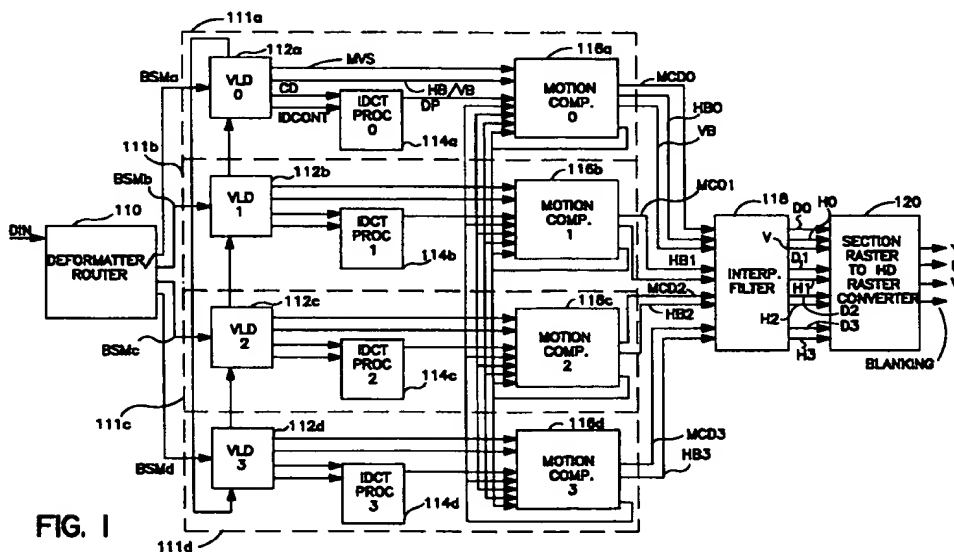 111a
112a
116a
MVS
BSMa
VLD
0
HB/VB
CD
DP
IDCONT
IDCT
PROC
0
114a
MOTION
COMP.
0
MCD0
HB0
VB
111b
112b
116b
BSMb
VLD
1
IDCT
PROC
1
114b
MOTION
COMP.
1
MCO1
110
DIN
DEFORMATTER
ROUTER
118
D0
H0
120
V
D1
HB1
INTERP.
FILTER
SECTION
RASTER
TO HD
RASTER
CONVERTER
Y
U
V
H1
H2
D2
D3
H3
BLANKING
112c
116c
MCD2
HB2
BSMc
VLD
2
IDCT
PROC
2
114c
MOTION
COMP.
2
111c
112d
116d
BSMd
VLD
3
IDCT
PROC
3
114d
MOTION
COMP.
3
MCD3
HB3
FIG. 1
111d